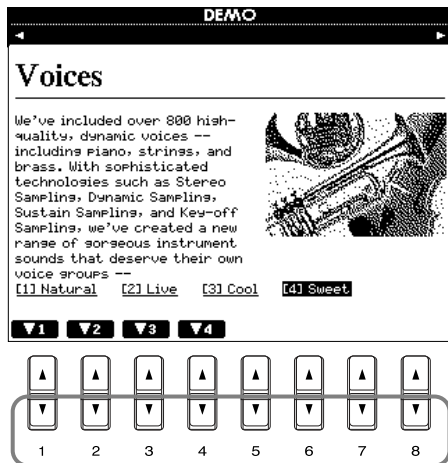 DEMO
Voices
We've included over 800 high-
quality, dynamic voices --
including piano, strings, and
brass. With sophisticated
technologies such as Stereo
Sampling, Dynamic Sampling,
Sustain Sampling, and Key-off
Sampling, we've created a new
range of gorgeous instrument
sounds that deserve their own
voice groups --
[1] Natural [2] Live [3] Cool [4] Sweet
▼1 ▼2 ▼3 ▼4
1 2 3 4 5 6 7 8